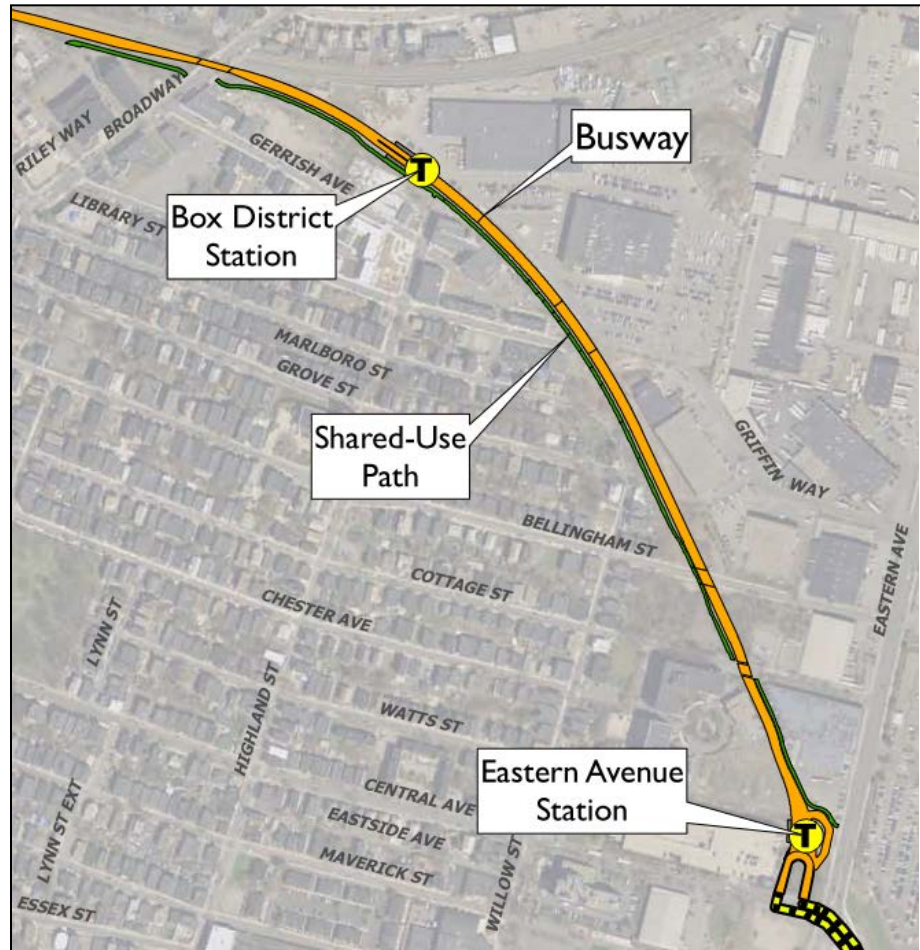 RILEY WAY
BROADWAY
GERRISH AVE
Busway
T
LIBRARY ST
Box District
Station
MARLBORO ST
GROVE ST
Shared-Use
Path
GRIFFIN WAY
BELLINGHAM ST
EASTERN AVE
COTTAGE ST
CHESTER AVE
LYNN ST
HIGHLAND ST
WATTS ST
Eastern Avenue
Station
CENTRAL AVE
EASTSIDE AVE
T
LYNN ST EXT
MAVERICK ST
WILLOW ST
ESSEX ST